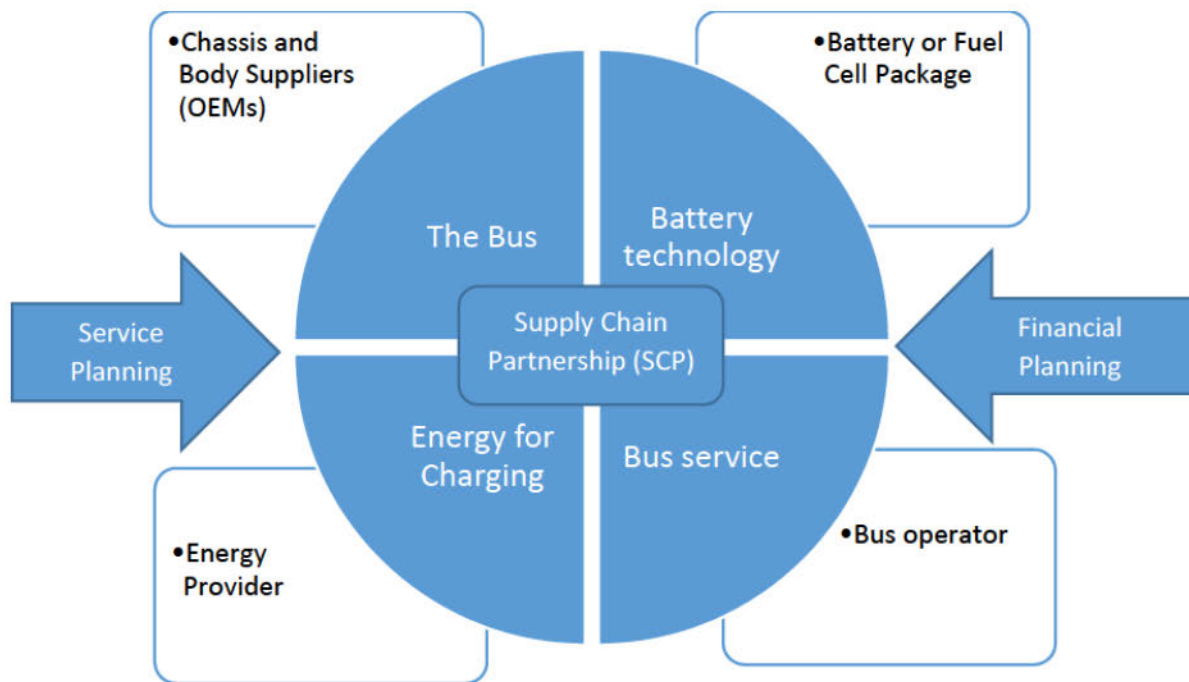 •Chassis and
Body Suppliers
(OEMs)
•Battery or Fuel
Cell Package
The Bus
Battery
technology
Service
Planning
Supply Chain
Partnership (SCP)
Financial
Planning
Energy for
Charging
Bus service
•Energy
Provider
•Bus operator